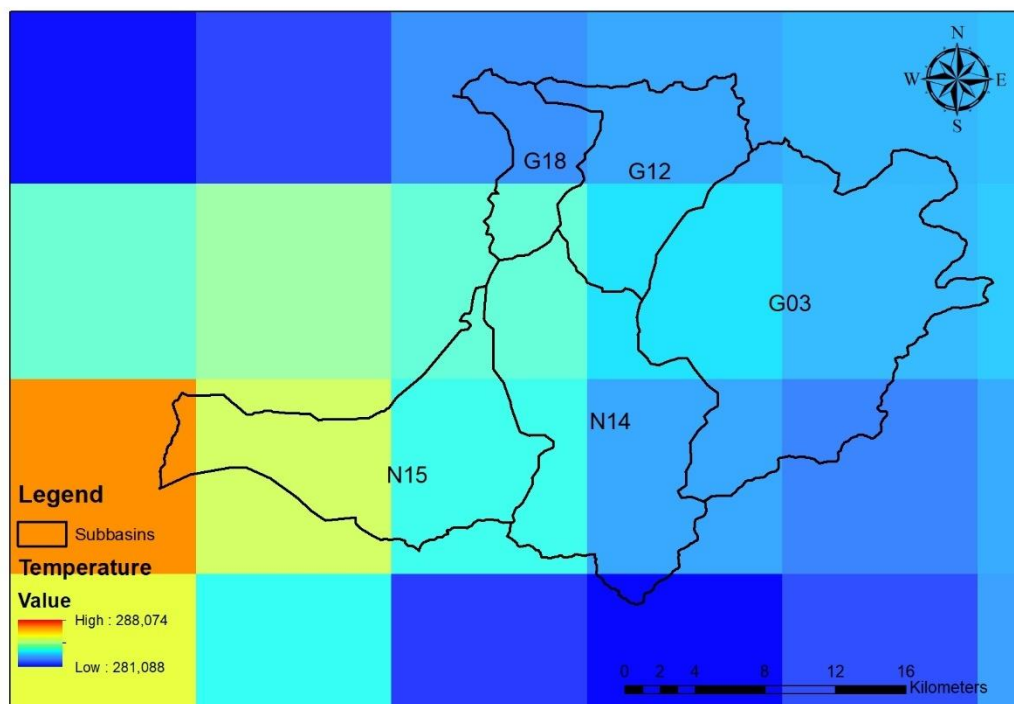 N
W E
S
G18
G12
G03
N14
N15
Legend
Subbasins
Temperature
Value
High : 288,074
Low : 281,088
0 2 4 8 12 16
Kilometers